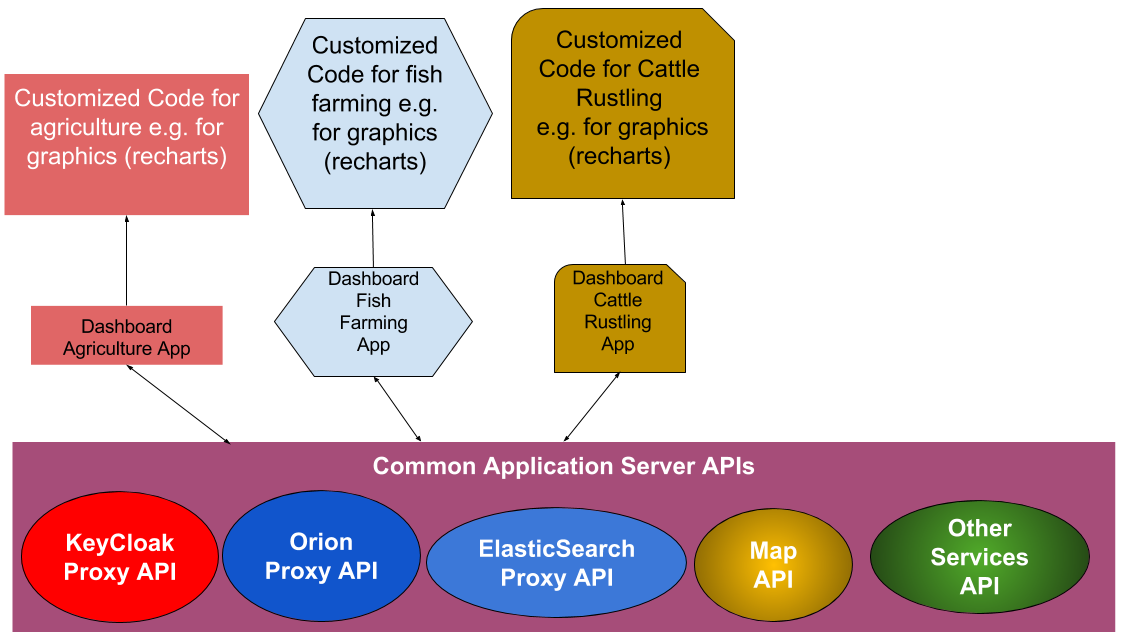 Customized Code for
agriculture e.g. for
graphics (recharts)
Customized
Code for fish
farming e.g.
for graphics
(recharts)
Customized
Code for Cattle
Rustling
e.g. for graphics
(recharts)
Dashboard
Agriculture App
Dashboard
Fish
Farming
App
Dashboard
Cattle
Rustling
App
Common Application Server APIs
KeyCloak
Proxy API
Orion
Proxy API
ElasticSearch
Proxy API
Map
API
Other
Services
API